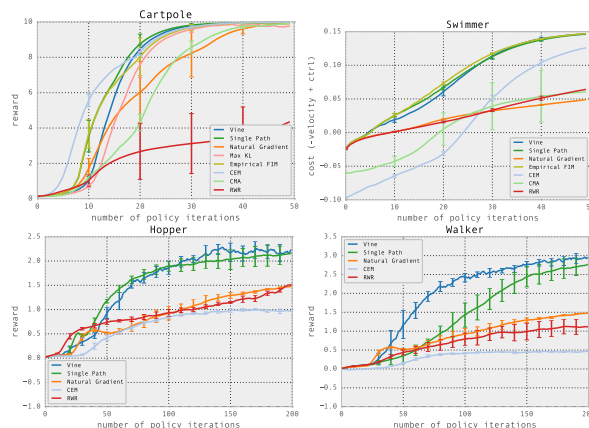 Cartpole
10
8
6
4
2
0
reward
0 10 20 30 40 50
number of policy iterations
Vine
Single Path
Natural Gradient
Max KL
Empirical FIM
CEM
CMA
RWR
Swimmer
0.15
0.10
0.05
0.00
−0.05
−0.10
cost (-velocity + ctrl)
0 10 20 30 40 5
number of policy iterations
Vine
Single Path
Natural Gradient
Empirical FIM
CEM
CMA
RWR
Hopper
2.5
2.0
1.5
1.0
0.5
0.0
−0.5
−1.0
reward
0 50 100 150 200
number of policy iterations
Vine
Single Path
Natural Gradient
CEM
RWR
Walker
3.5
3.0
2.5
2.0
1.5
1.0
0.5
0.0
−0.5
−1.0
reward
0 50 100 150 200
number of policy iterations
Vine
Single Path
Natural Gradient
CEM
RWR